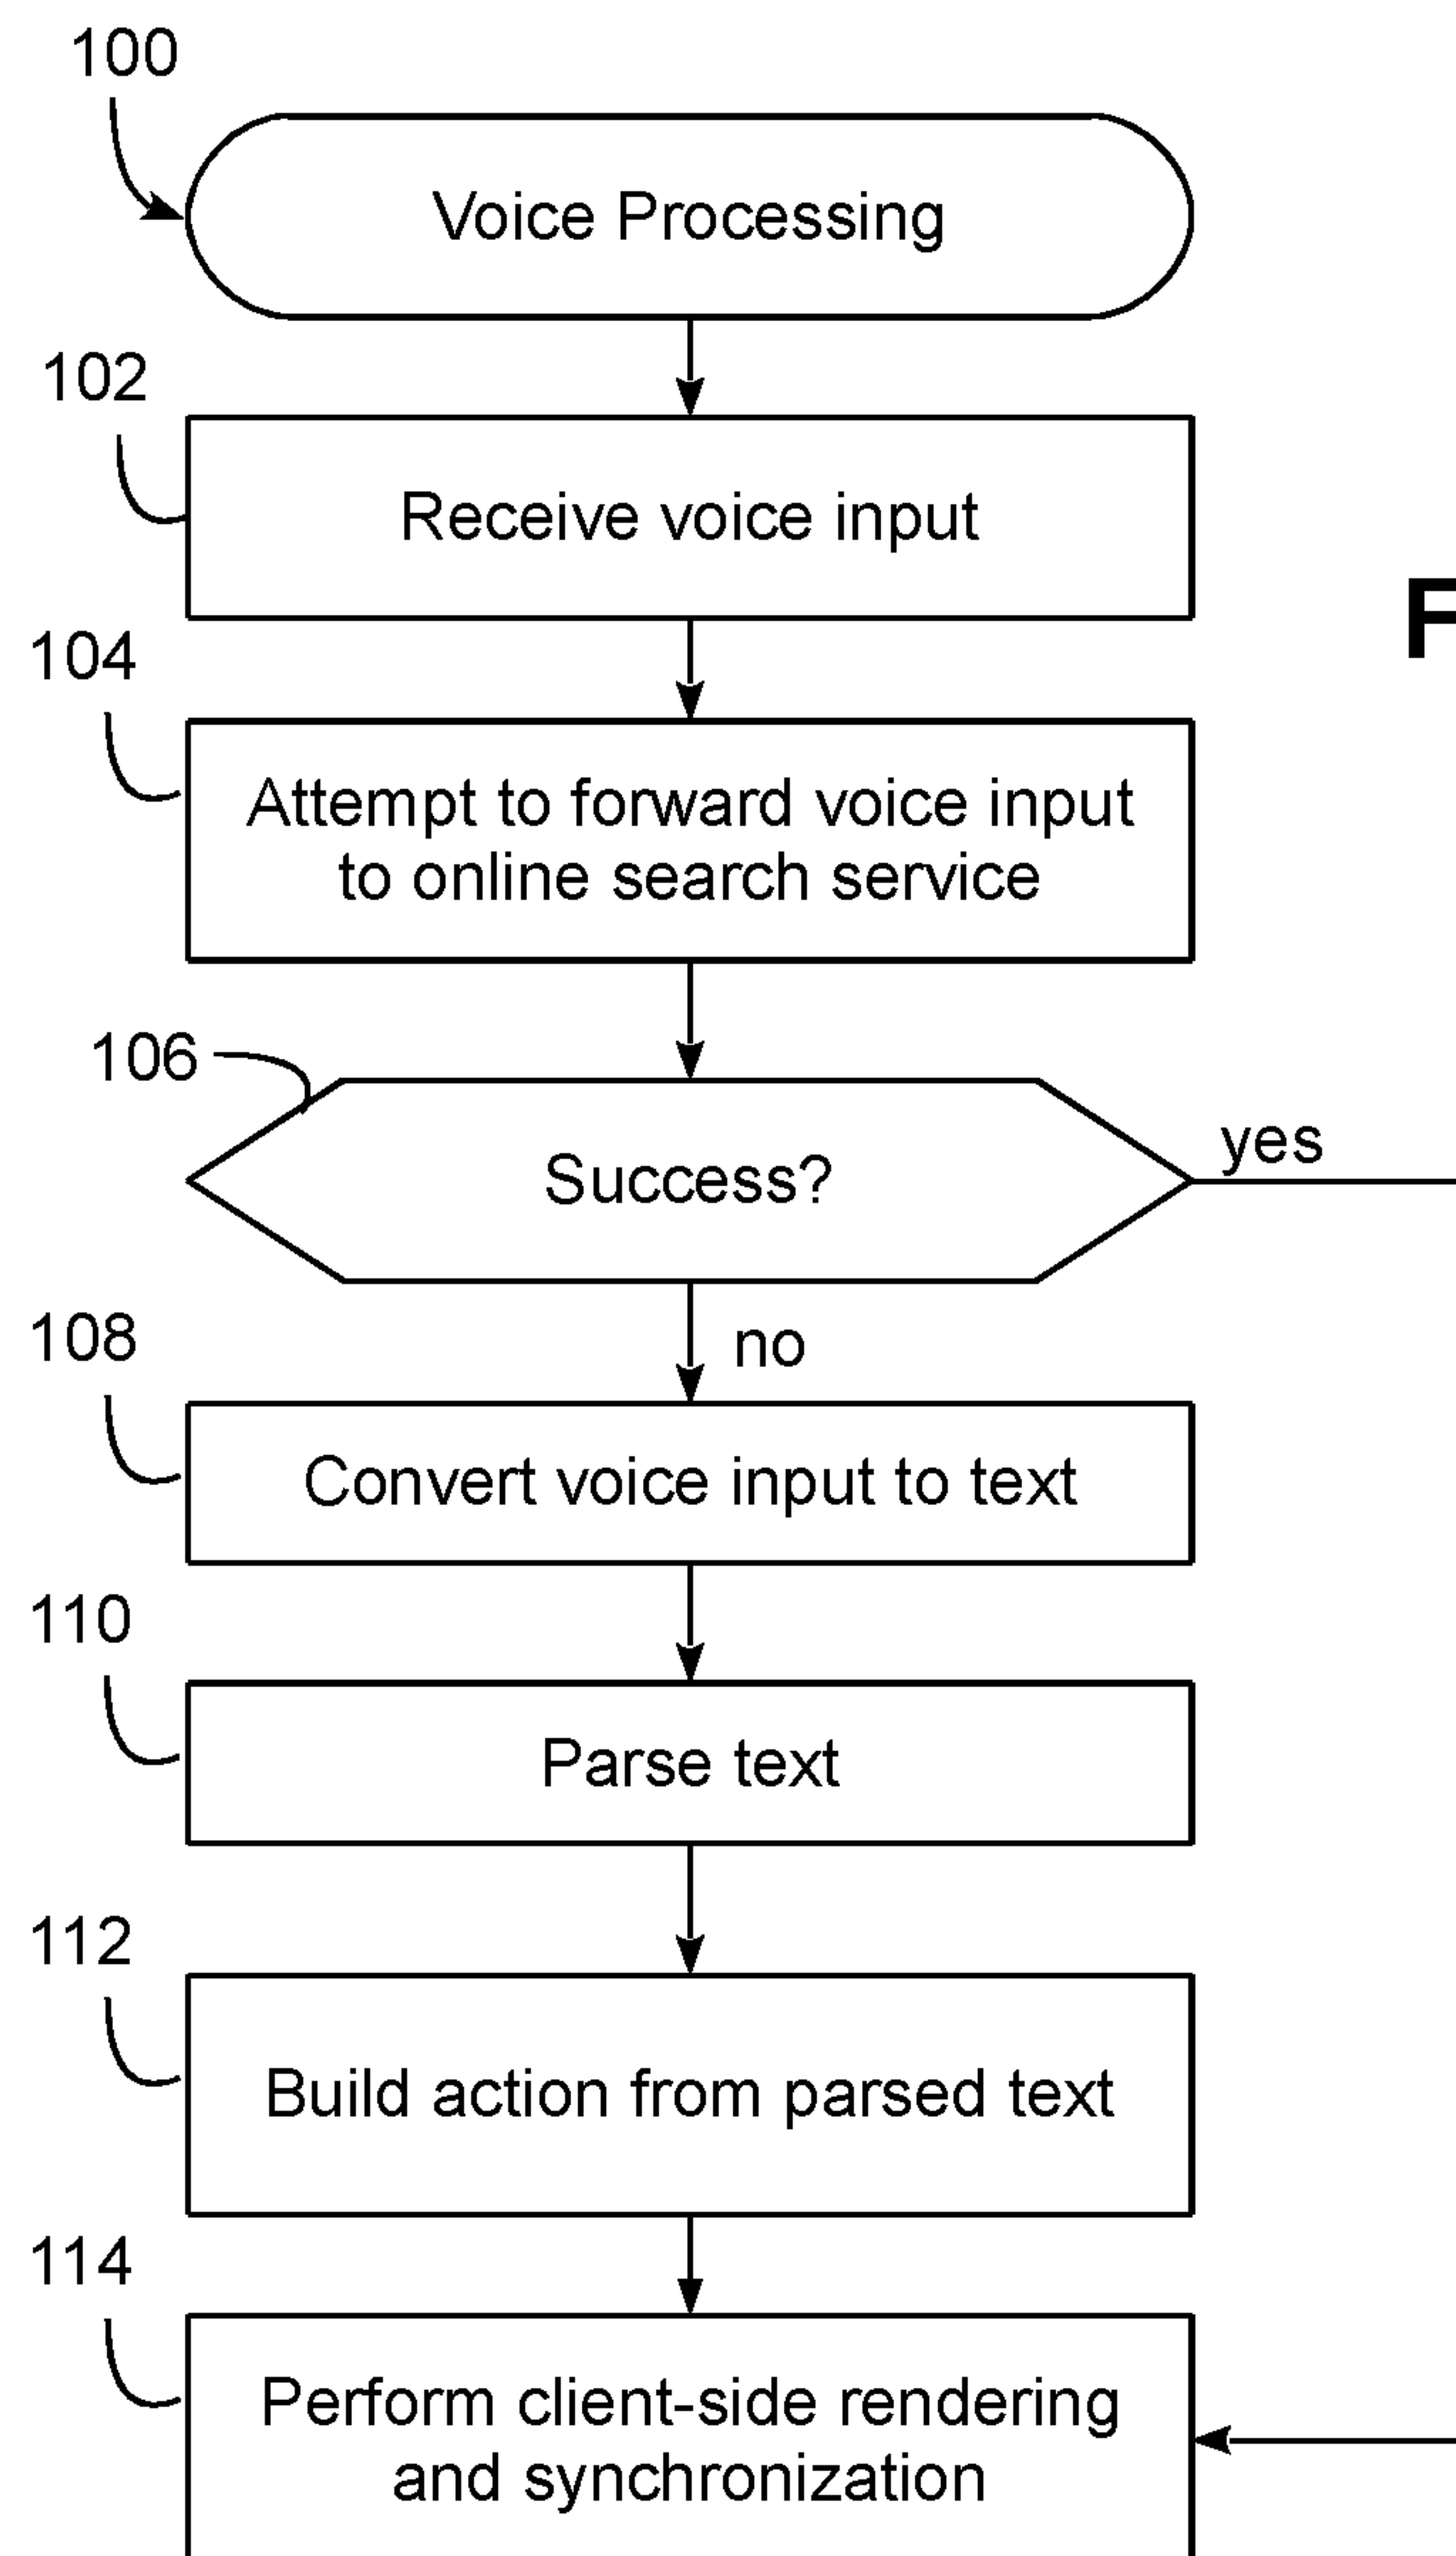 100
Voice Processing
102
Receive voice input
F
104
Attempt to forward voice input
to online search service
106
Success?
yes
no
108
Convert voice input to text
110
Parse text
112
Build action from parsed text
114
Perform client-side rendering
and synchronization